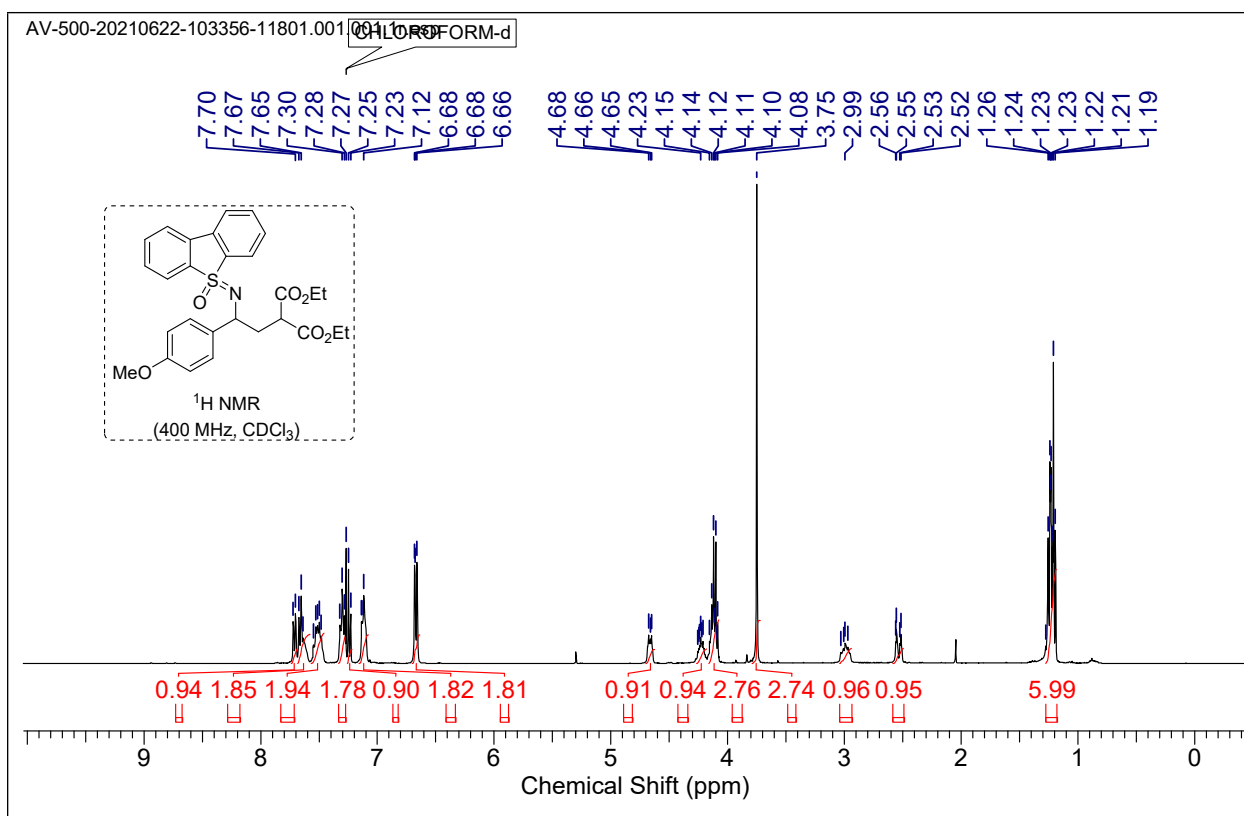 AV-500-20210622-103356-11801.001.001.1r.esp
CHLOROFORM-d
7.70 7.67 7.65 7.30 7.28 7.27 7.25 7.23 7.12 6.68 6.68 6.66 4.68 4.66 4.65 4.23 4.15 4.14 4.12 4.11 4.10 4.08 3.75 2.99 2.56 2.55 2.53 2.52 1.26 1.24 1.23 1.23 1.22 1.21 1.19
S
O
N
CO2Et
CO2Et
MeO
1H NMR
(400 MHz, CDCl3)
0.94 1.85 1.94 1.78 0.90 1.82 1.81 0.91 0.94 2.76 2.74 0.96 0.95 5.99
9 8 7 6 5 4 3 2 1 0
Chemical Shift (ppm)